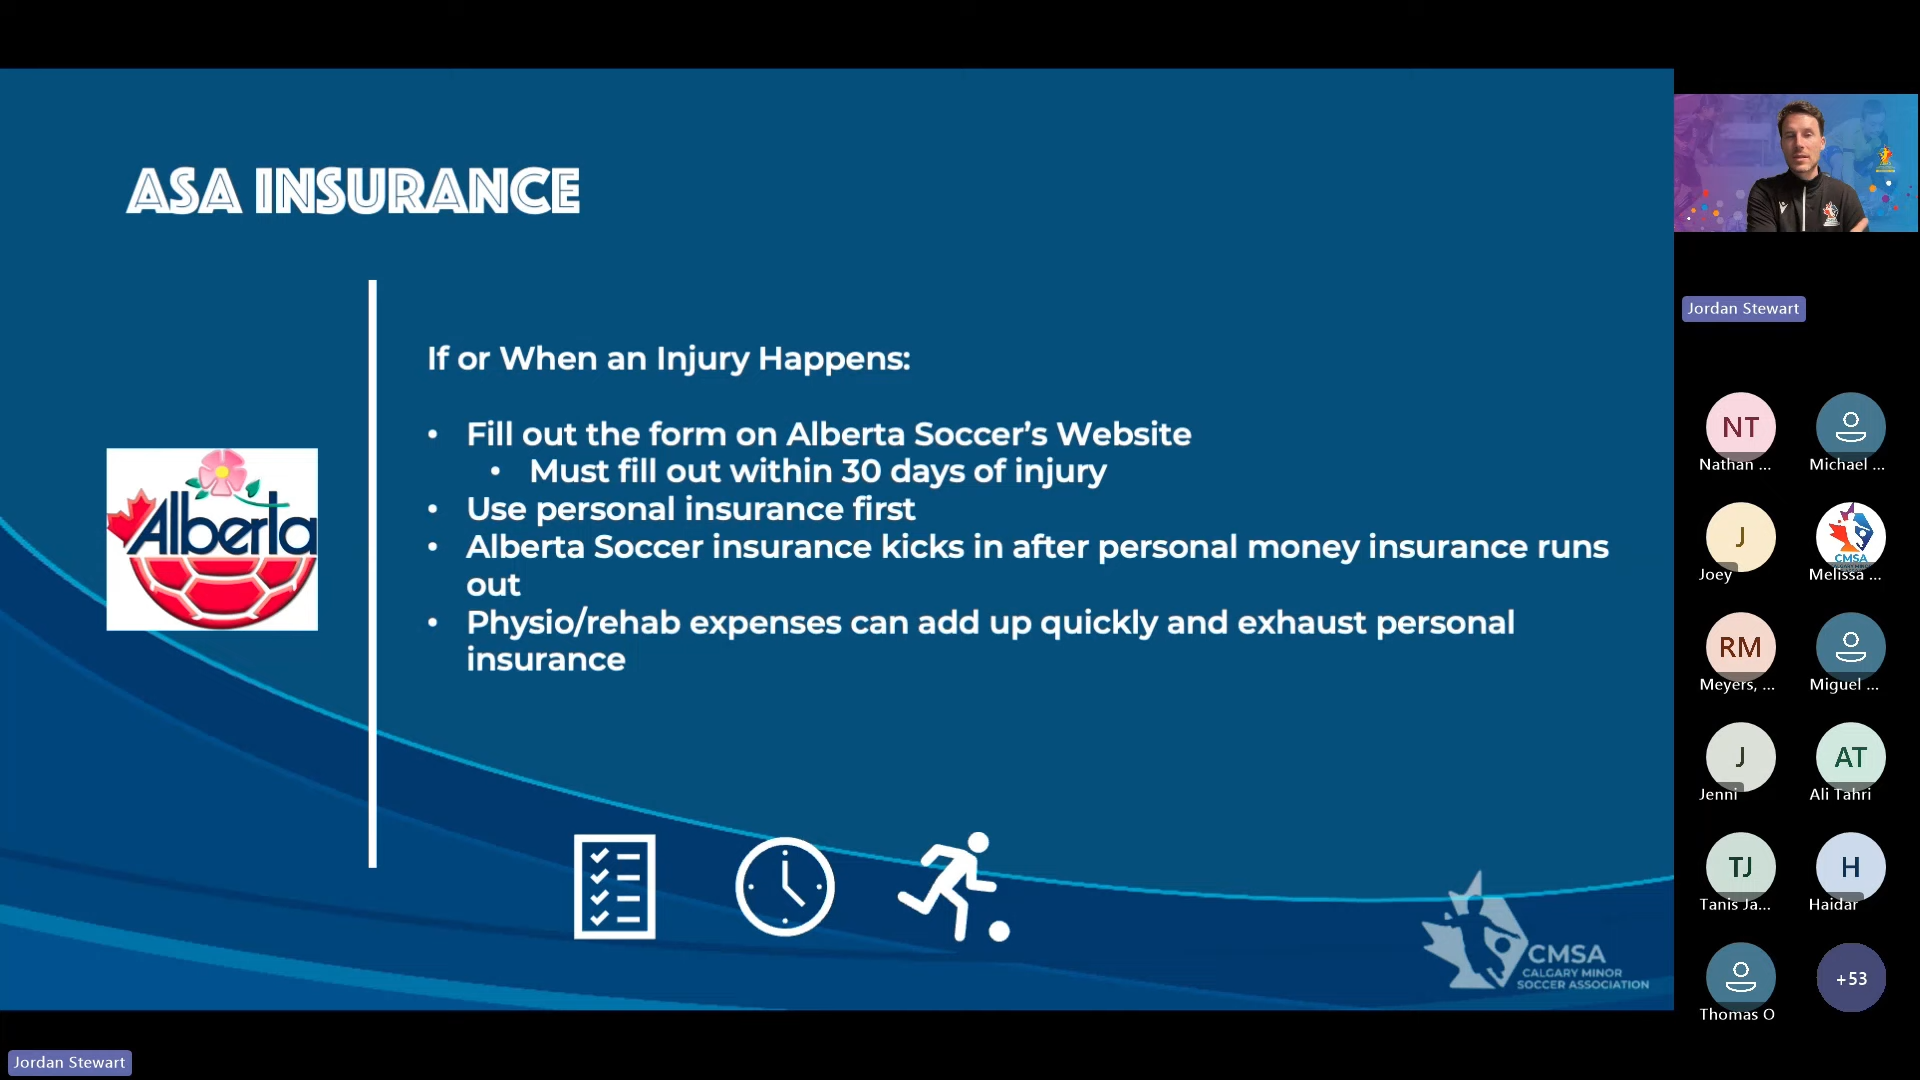 ASA INSURANCE
If or When an Injury Happens:
• Fill out the form on Alberta Soccer’s Website
• Must fill out within 30 days of injury
• Use personal insurance first
• Alberta Soccer insurance kicks in after personal money insurance runs
out
• Physio/rehab expenses can add up quickly and exhaust personal
insurance
Alberta
CMSA
CALGARY MINOR
SOCCER ASSOCIATION
Jordan Stewart
Jordan Stewart
NT
Nathan ...
Michael ...
J
Joey
CMSA
Melissa ...
RM
Meyers, ...
Miguel ...
J
Jenni
AT
Ali Tahri
TJ
Tanis Ja...
H
Haidar
Thomas O
+53